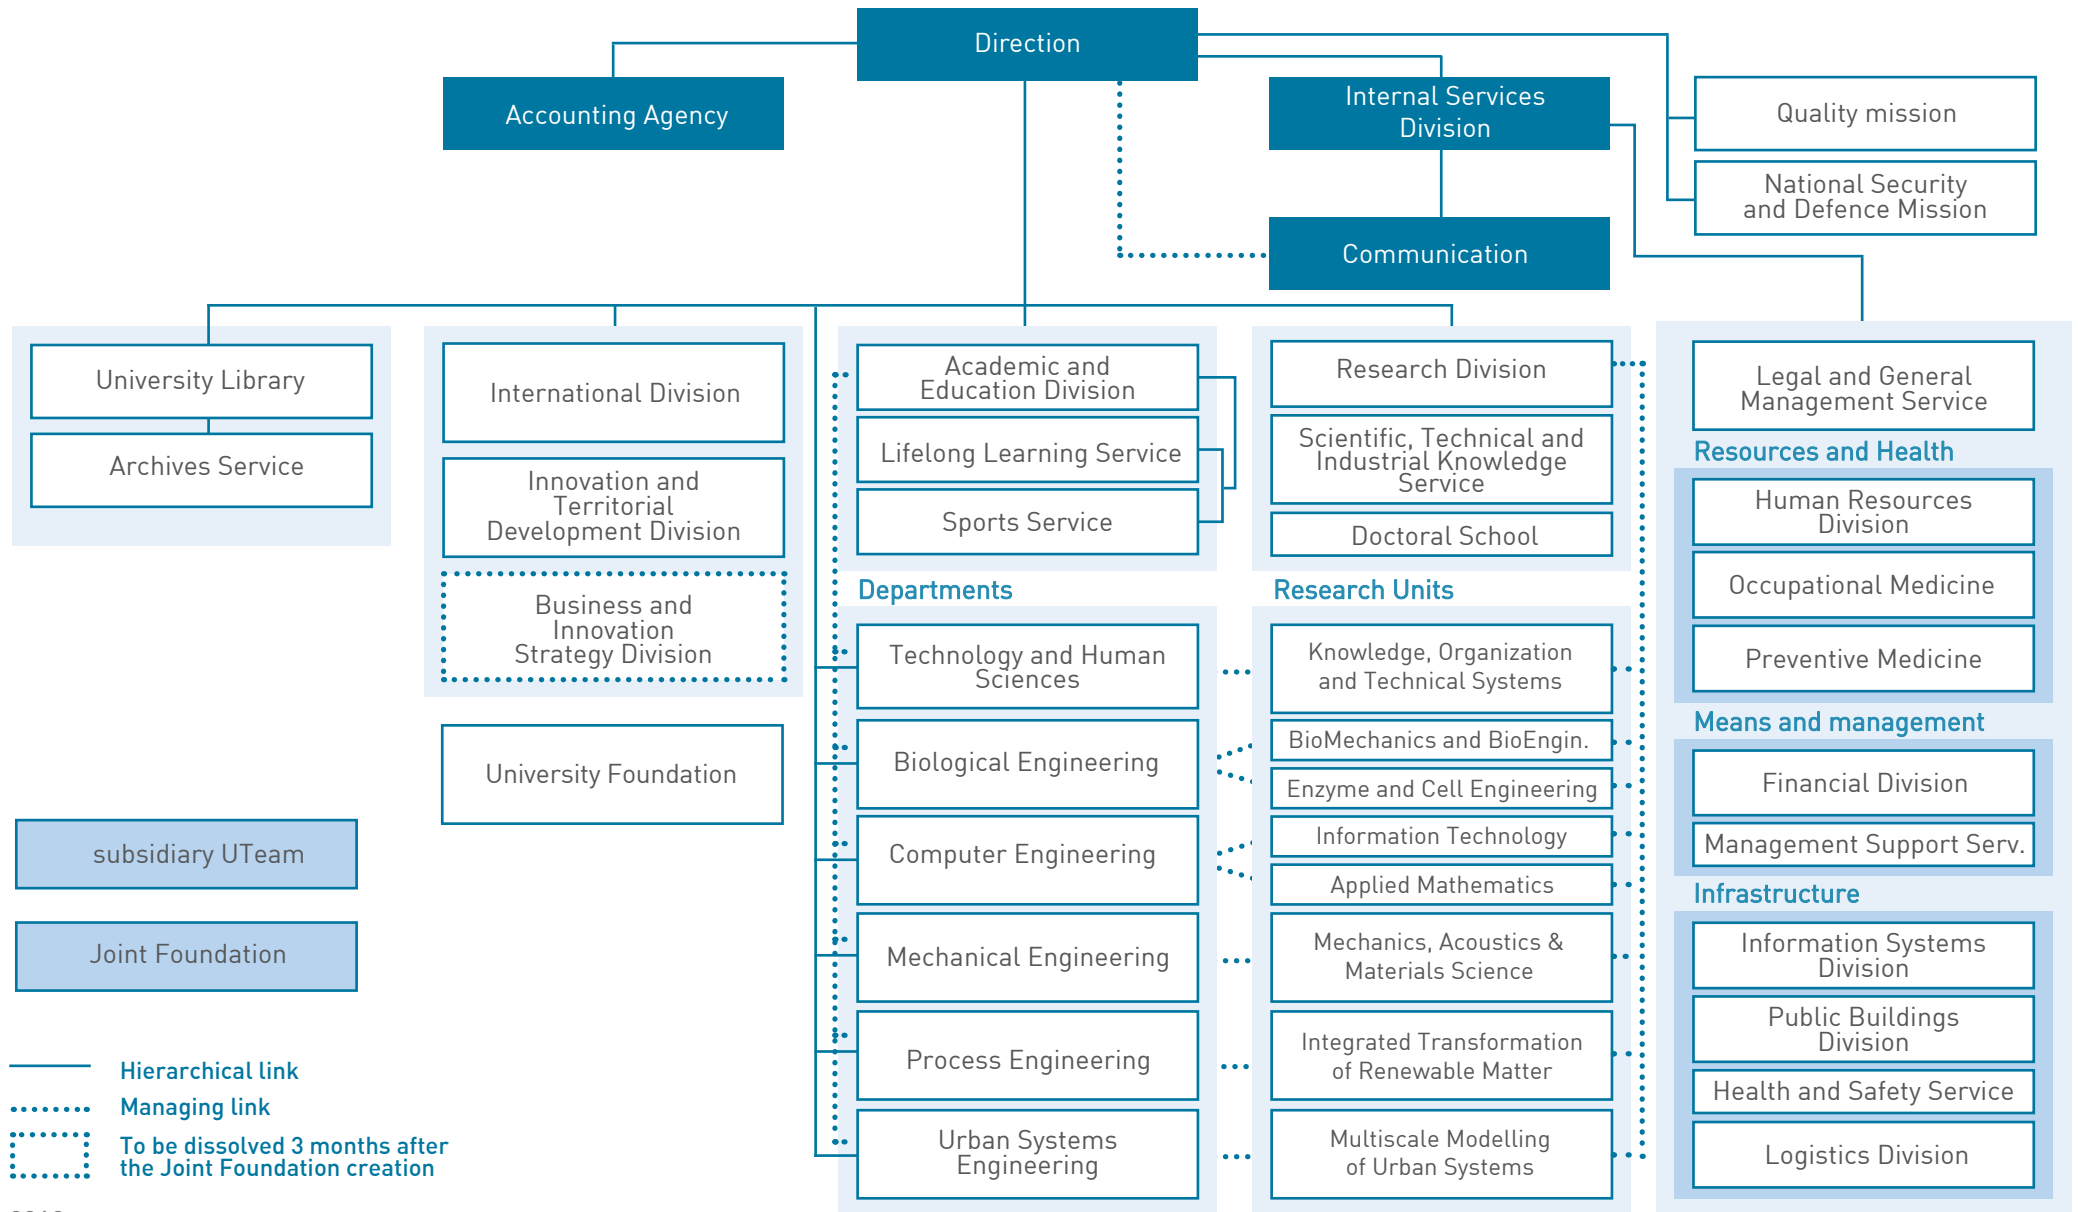 Direction
Accounting Agency
Internal Services
Division
Quality mission
National Security
and Defence Mission
Communication
University Library
Archives Service
International Division
Innovation and
Territorial
Development Division
Business and
Innovation
Strategy Division
University Foundation
subsidiary UTeam
Joint Foundation
Academic and
Education Division
Lifelong Learning Service
Sports Service
Departments
Technology and Human
Sciences
Biological Engineering
Computer Engineering
Mechanical Engineering
Process Engineering
Urban Systems
Engineering
Research Division
Scientific, Technical and
Industrial Knowledge
Service
Doctoral School
Research Units
Knowledge, Organization
and Technical Systems
BioMechanics and BioEngin.
Enzyme and Cell Engineering
Information Technology
Applied Mathematics
Mechanics, Acoustics &
Materials Science
Integrated Transformation
of Renewable Matter
Multiscale Modelling
of Urban Systems
Legal and General
Management Service
Resources and Health
Human Resources
Division
Occupational Medicine
Preventive Medicine
Means and management
Financial Division
Management Support Serv.
Infrastructure
Information Systems
Division
Public Buildings
Division
Health and Safety Service
Logistics Division
Hierarchical link
Managing link
To be dissolved 3 months after
the Joint Foundation creation